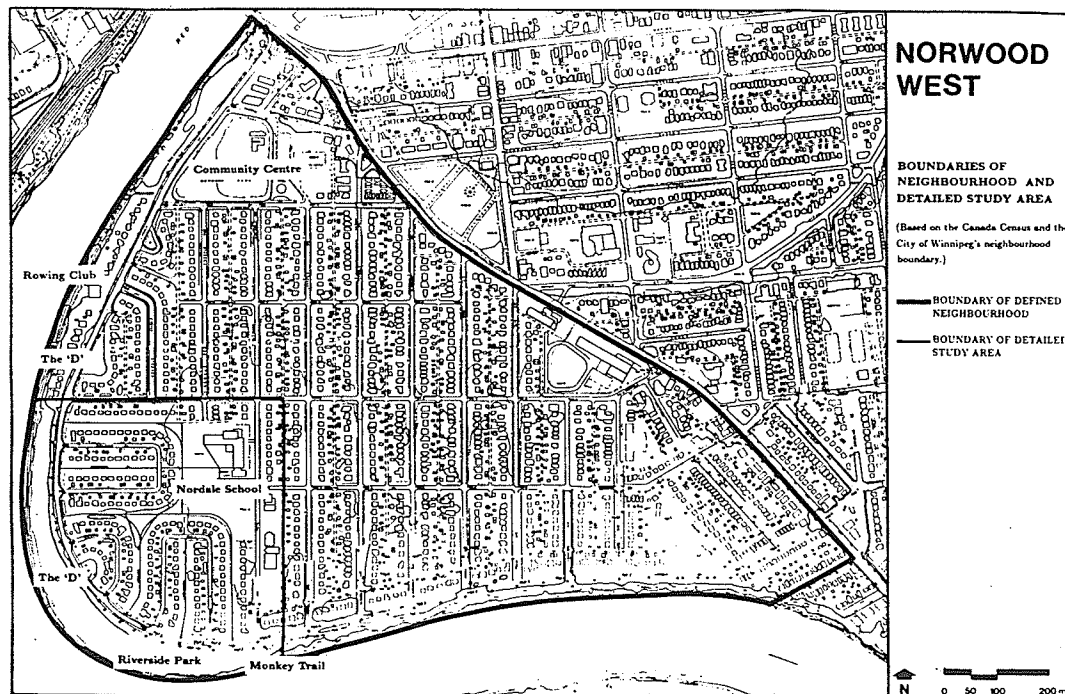 RED
Community Centre
Rowing Club
The 'D'
Nordale School
The 'D'
Riverside Park
Monkey Trail
NORWOOD
WEST
BOUNDARIES OF
NEIGHBOURHOOD AND
DETAILED STUDY AREA
(Based on the Canada Census and the
City of Winnipeg's neighbourhood
boundary.)
BOUNDARY OF DEFINED
NEIGHBOURHOOD
BOUNDARY OF DETAILED
STUDY AREA
N
0 50 100 200 m